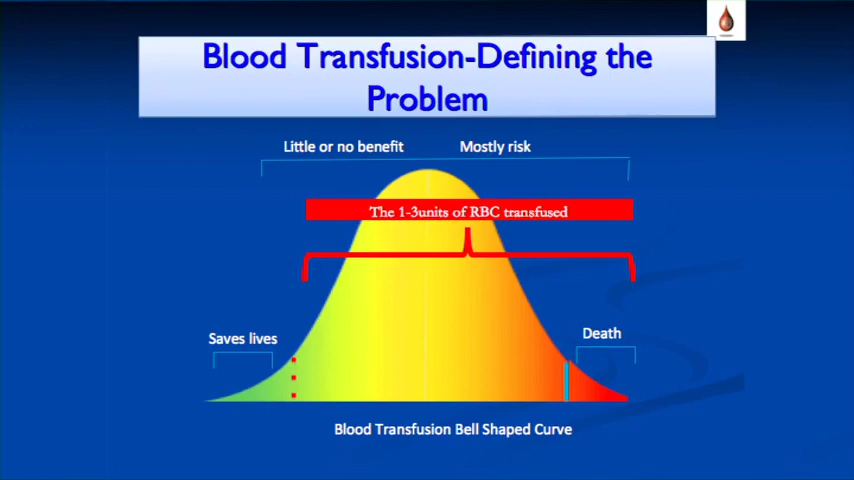 Blood Transfusion-Defining the
Problem
Little or no benefit
Mostly risk
The 1-3units of RBC transfused
Saves lives
Death
Blood Transfusion Bell Shaped Curve